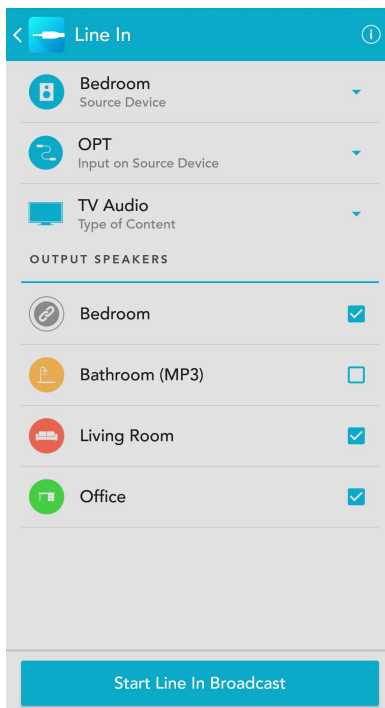 Line In
Bedroom
Source Device
OPT
Input on Source Device
TV Audio
Type of Content
OUTPUT SPEAKERS
Bedroom
Bathroom (MP3)
Living Room
Office
Start Line In Broadcast